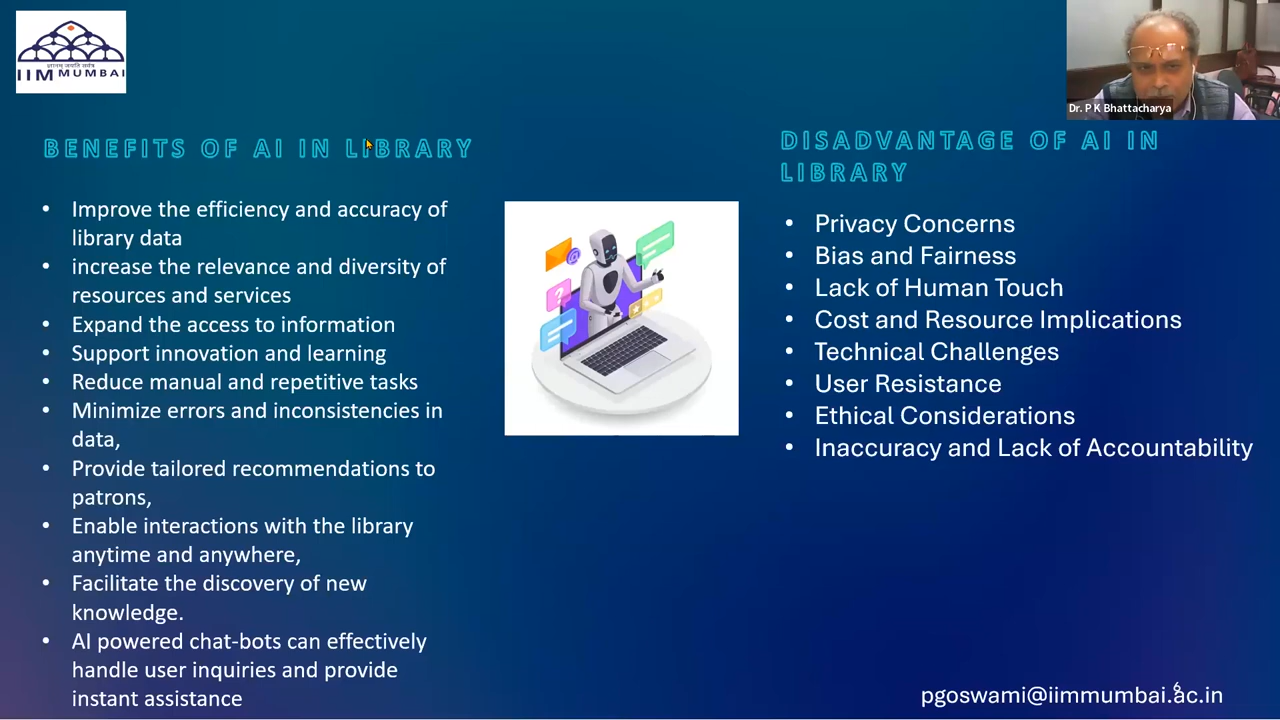 ज्ञानम् जयति सर्वत्र
IIM MUMBAI
Dr. P K Bhattacharya
BENEFITS OF AI IN LIBRARY
• Improve the efficiency and accuracy of
library data
• increase the relevance and diversity of
resources and services
• Expand the access to information
• Support innovation and learning
• Reduce manual and repetitive tasks
• Minimize errors and inconsistencies in
data,
• Provide tailored recommendations to
patrons,
• Enable interactions with the library
anytime and anywhere,
• Facilitate the discovery of new
knowledge.
• AI powered chat-bots can effectively
handle user inquiries and provide
instant assistance
@
?
DISADVANTAGE OF AI IN
LIBRARY
• Privacy Concerns
• Bias and Fairness
• Lack of Human Touch
• Cost and Resource Implications
• Technical Challenges
• User Resistance
• Ethical Considerations
• Inaccuracy and Lack of Accountability
6
pgoswami@iimmumbai.ac.in